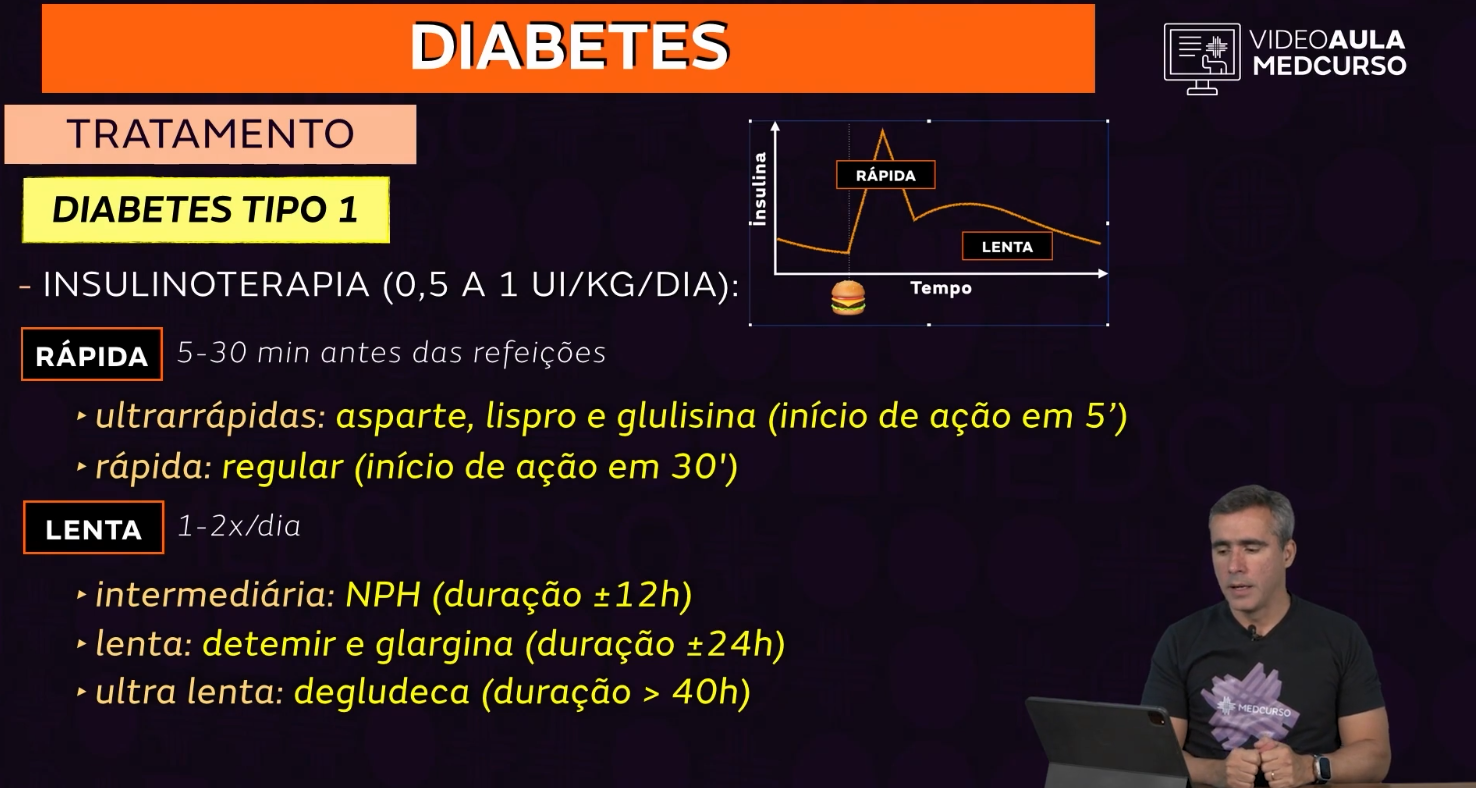 DIABETES
VIDEOAULA
MEDCURSO
TRATAMENTO
DIABETES TIPO 1
- INSULINOTERAPIA (0,5 A 1 UI/KG/DIA):
Insulina
RÁPIDA
LENTA
Tempo
RÁPIDA 5-30 min antes das refeições
‣ ultrarrápidas: asparte, lispro e glulisina (início de ação em 5’)
‣ rápida: regular (início de ação em 30')
LENTA 1-2x/dia
‣ intermediária: NPH (duração ±12h)
‣ lenta: detemir e glargina (duração ±24h)
‣ ultra lenta: degludeca (duração > 40h)
MEDCURSO